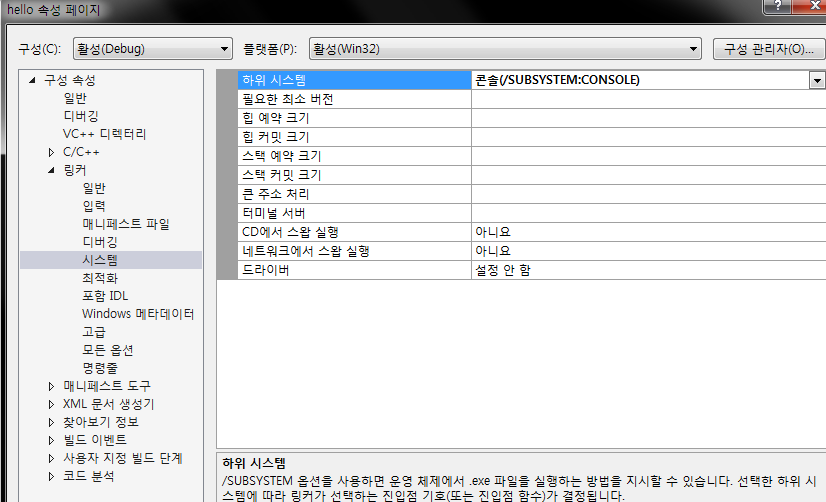 hello 속성 페이지
?
구성(C): 활성(Debug) 플랫폼(P): 활성(Win32) 구성 관리자(O)...
구성 속성
일반
디버깅
VC++ 디렉터리
C/C++
링커
일반
입력
매니페스트 파일
디버깅
시스템
최적화
포함 IDL
Windows 메타데이터
고급
모든 옵션
명령줄
매니페스트 도구
XML 문서 생성기
찾아보기 정보
빌드 이벤트
사용자 지정 빌드 단계
코드 분석
하위 시스템 콘솔(/SUBSYSTEM:CONSOLE)
필요한 최소 버전
힙 예약 크기
힙 커밋 크기
스택 예약 크기
스택 커밋 크기
큰 주소 처리
터미널 서버
CD에서 스왑 실행 아니요
네트워크에서 스왑 실행 아니요
드라이버 설정 안 함
하위 시스템
/SUBSYSTEM 옵션을 사용하면 운영 체제에서 .exe 파일을 실행하는 방법을 지시할 수 있습니다. 선택한 하위 시
스템에 따라 링커가 선택하는 진입점 기호(또는 진입점 함수)가 결정됩니다.